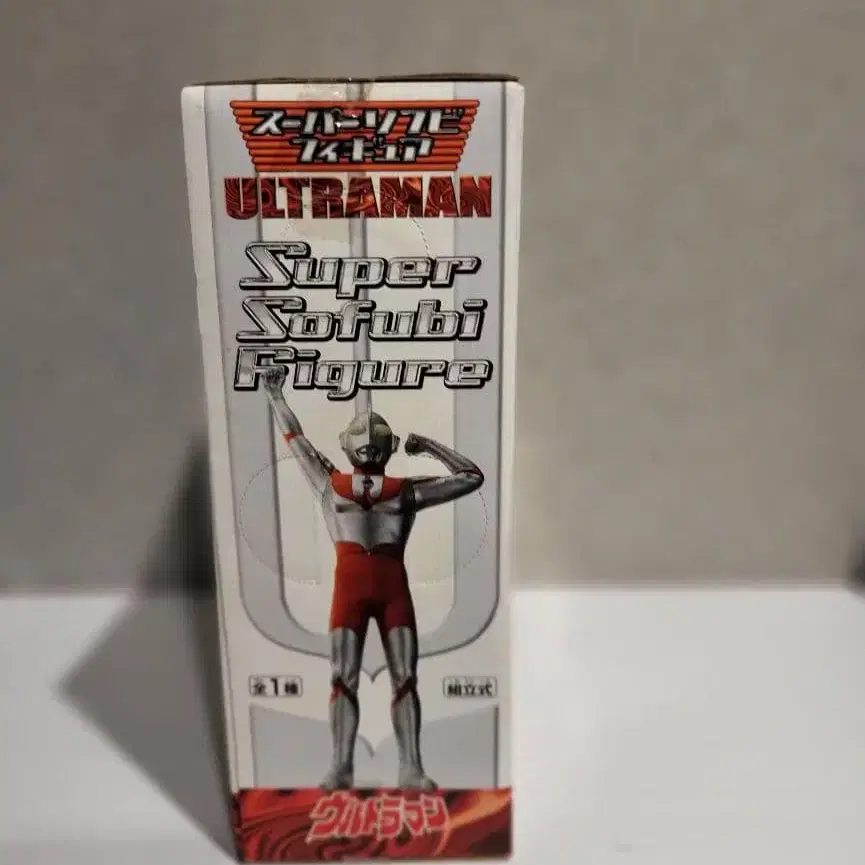 スーパーソフビ
フィギュア
ULTRAMAN
Super
Sofubi
Figure
全1種
組立式
ウルトラマン